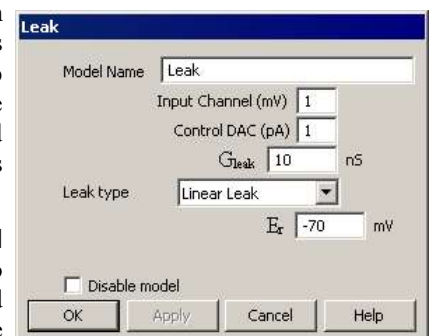 Leak
Model Name Leak
Input Channel (mV) 1
Control DAC (pA) 1
Gleak 10 nS
Leak type Linear Leak
Er -70 mV
Disable model
OK Apply Cancel Help